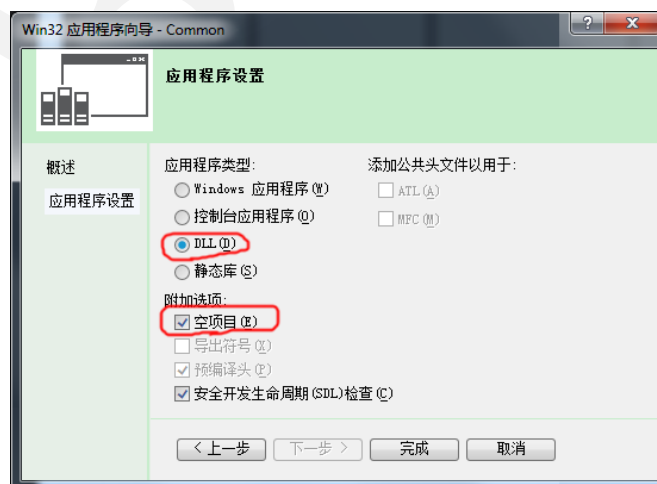 Win32 应用程序向导 - Common
应用程序设置
概述
应用程序设置
应用程序类型:
Windows 应用程序(W)
控制台应用程序(O)
DLL(D)
静态库(S)
添加公共头文件以用于:
ATL(A)
MFC(M)
附加选项:
空项目(E)
导出符号(X)
预编译头(P)
安全开发生命周期(SDL)检查(C)
< 上一步
下一步 >
完成
取消